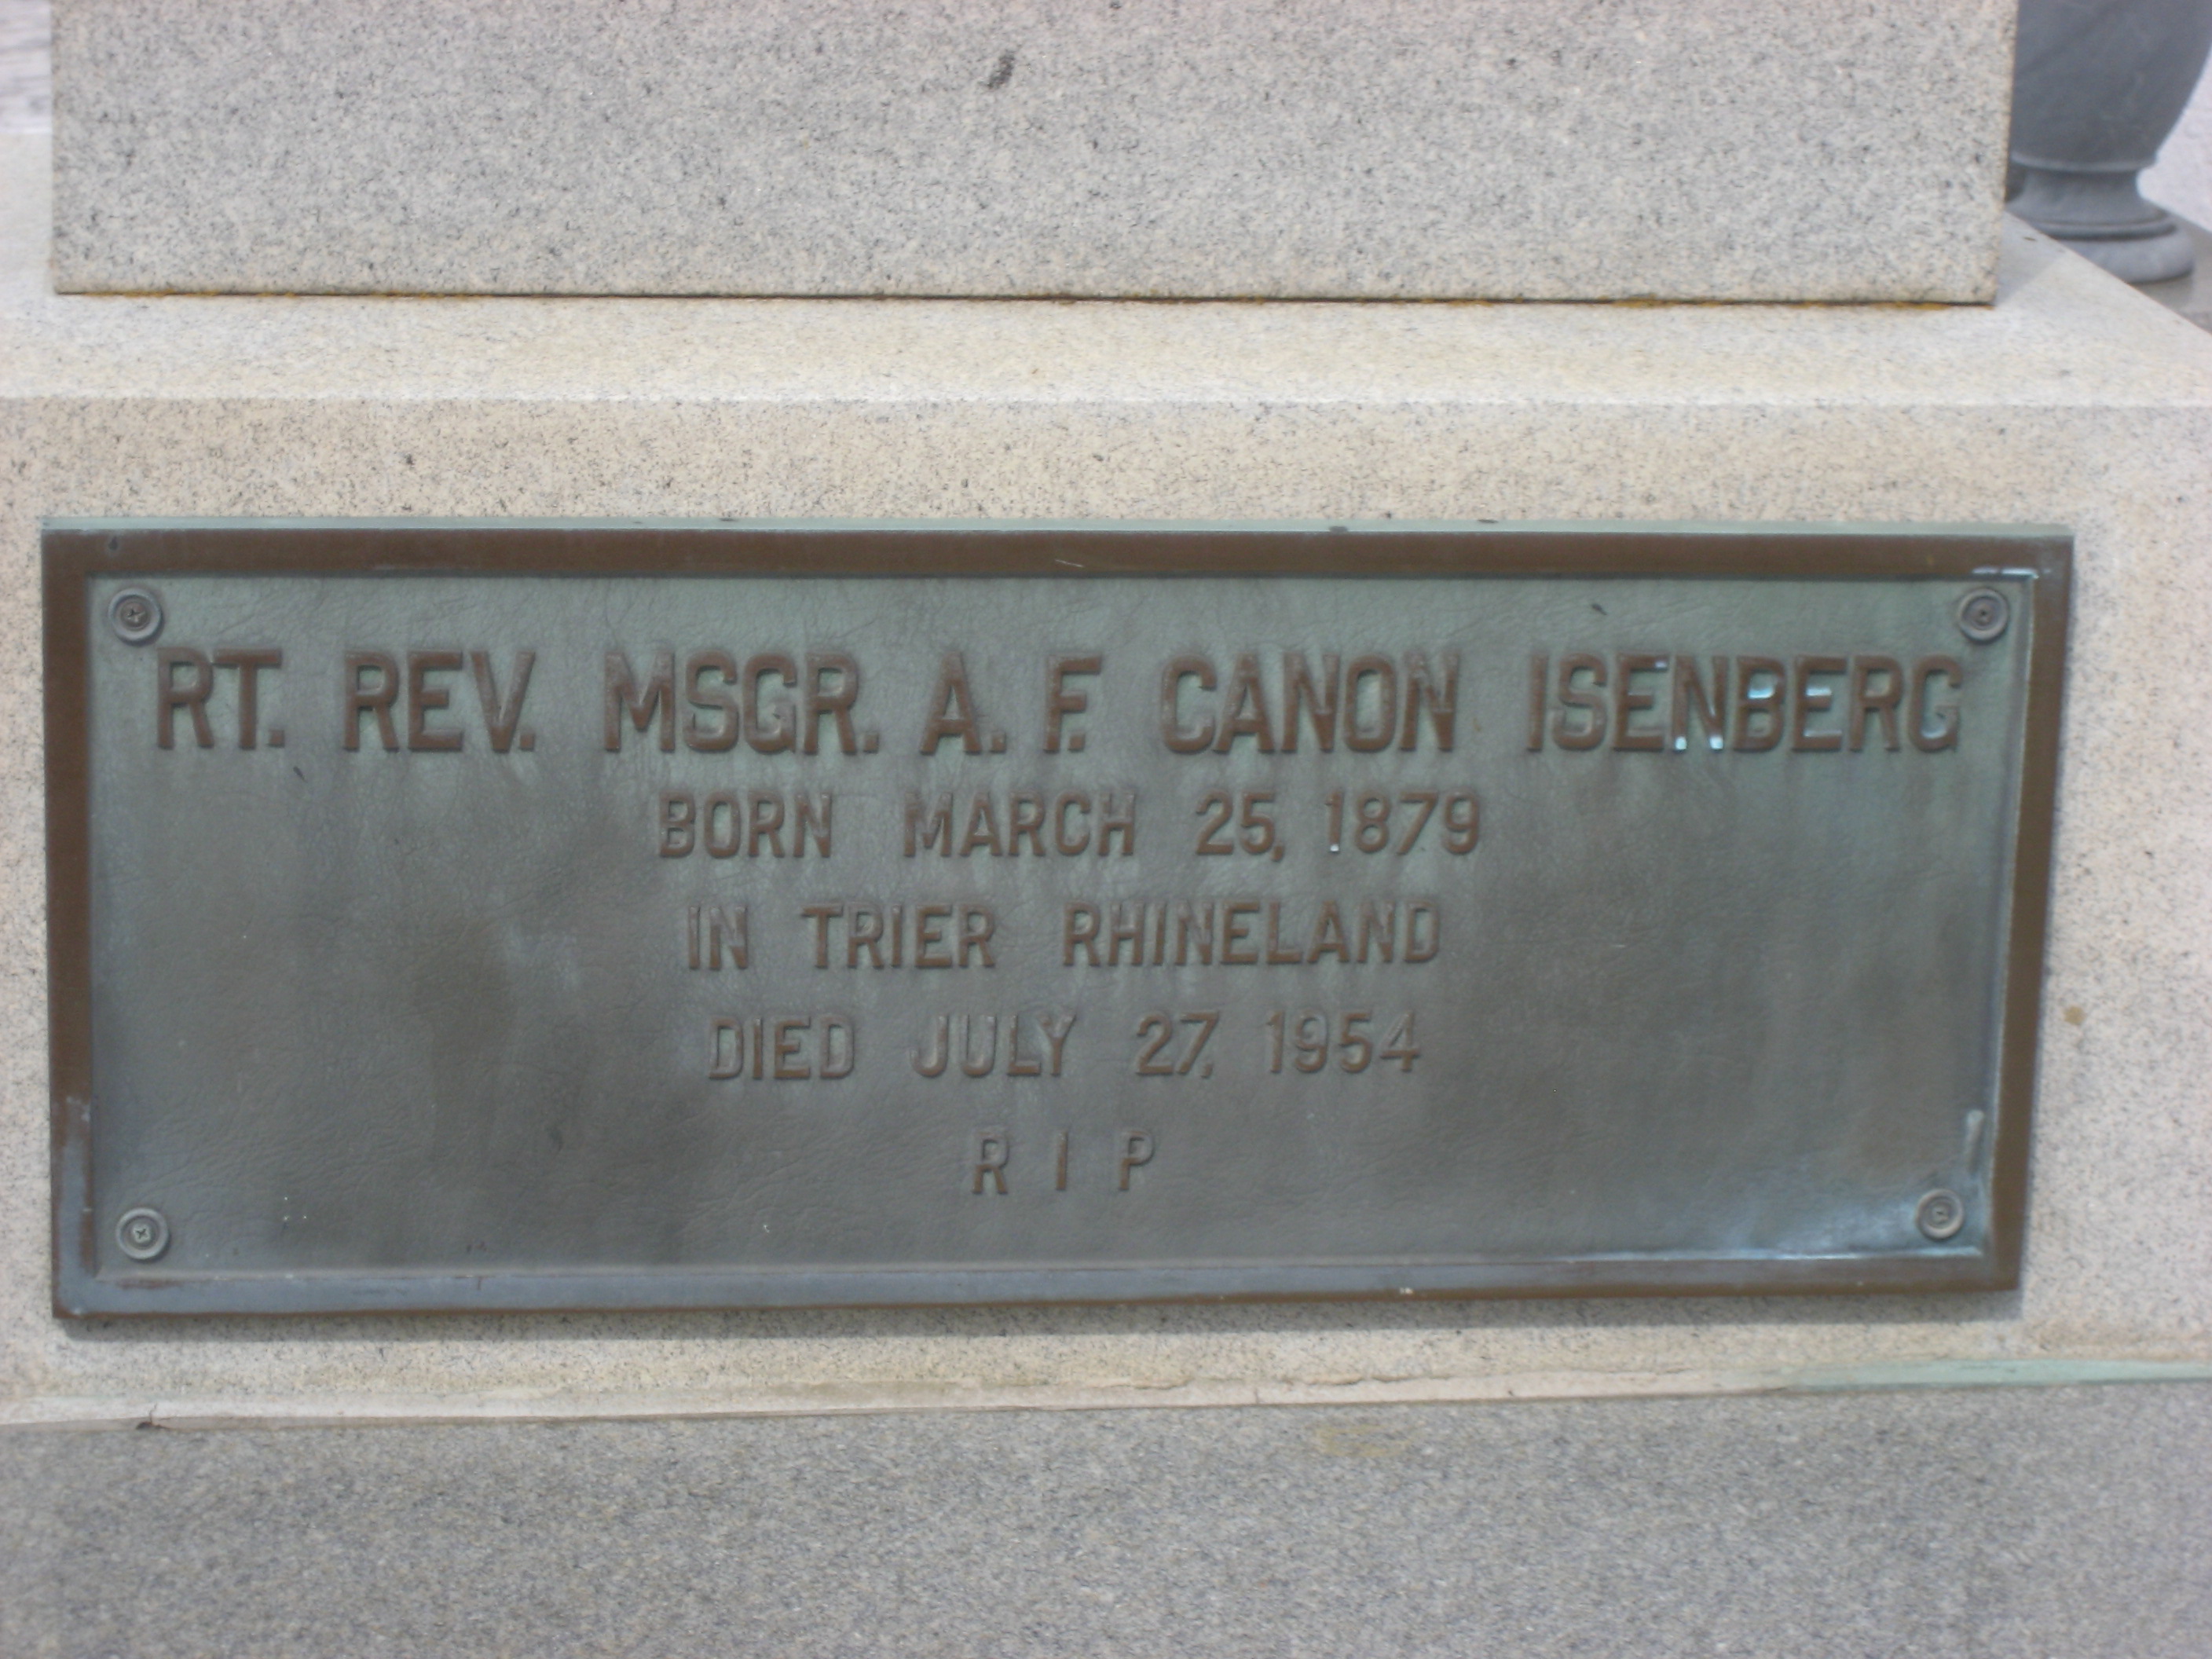 RT. REV. MSGR. A. F. CANON ISENBERG
BORN MARCH 25, 1879
IN TRIER RHINELAND
DIED JULY 27, 1954
R I P